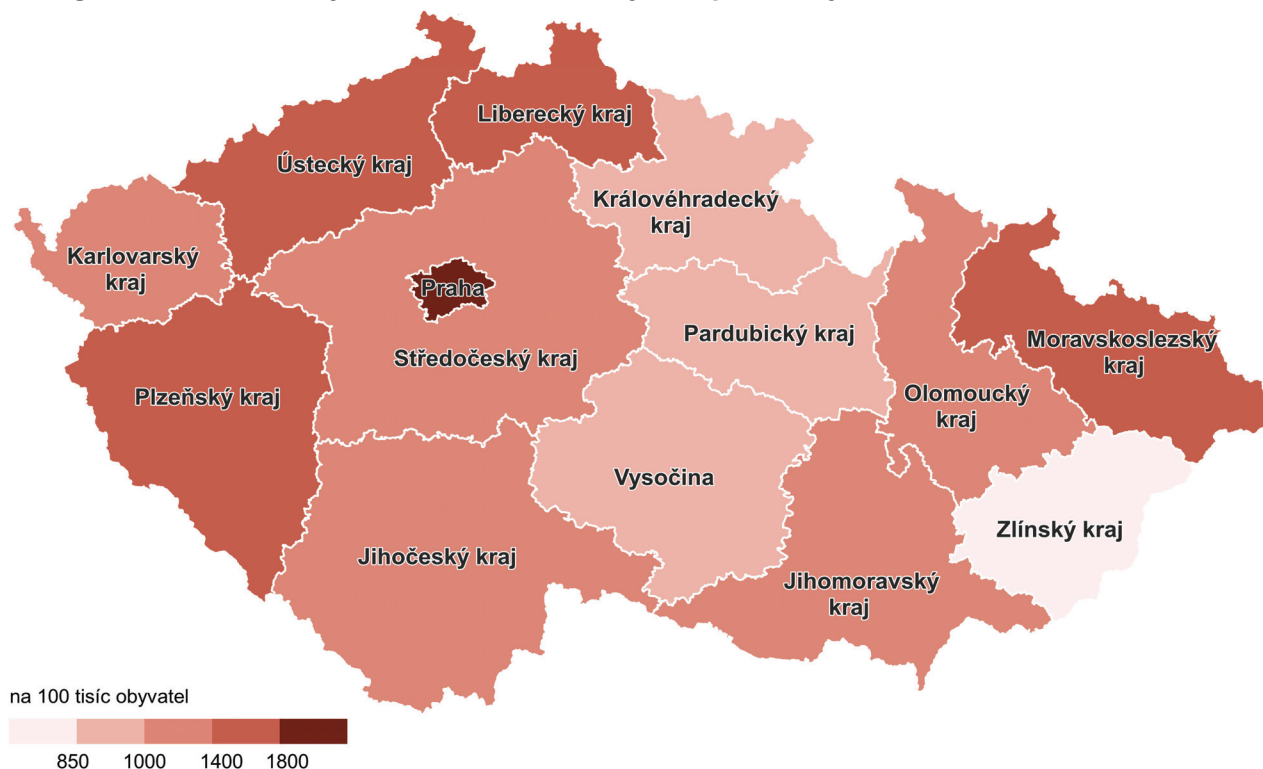 Liberecký kraj
Ústecký kraj
Královéhradecký
kraj
Karlovarský
kraj
Praha
Pardubický kraj
Moravskoslezský
kraj
Středočeský kraj
Plzeňský kraj
Olomoucký
kraj
Vysočina
Zlínský kraj
Jihočeský kraj
Jihomoravský
kraj
na 100 tisíc obyvatel
850 1000 1400 1800